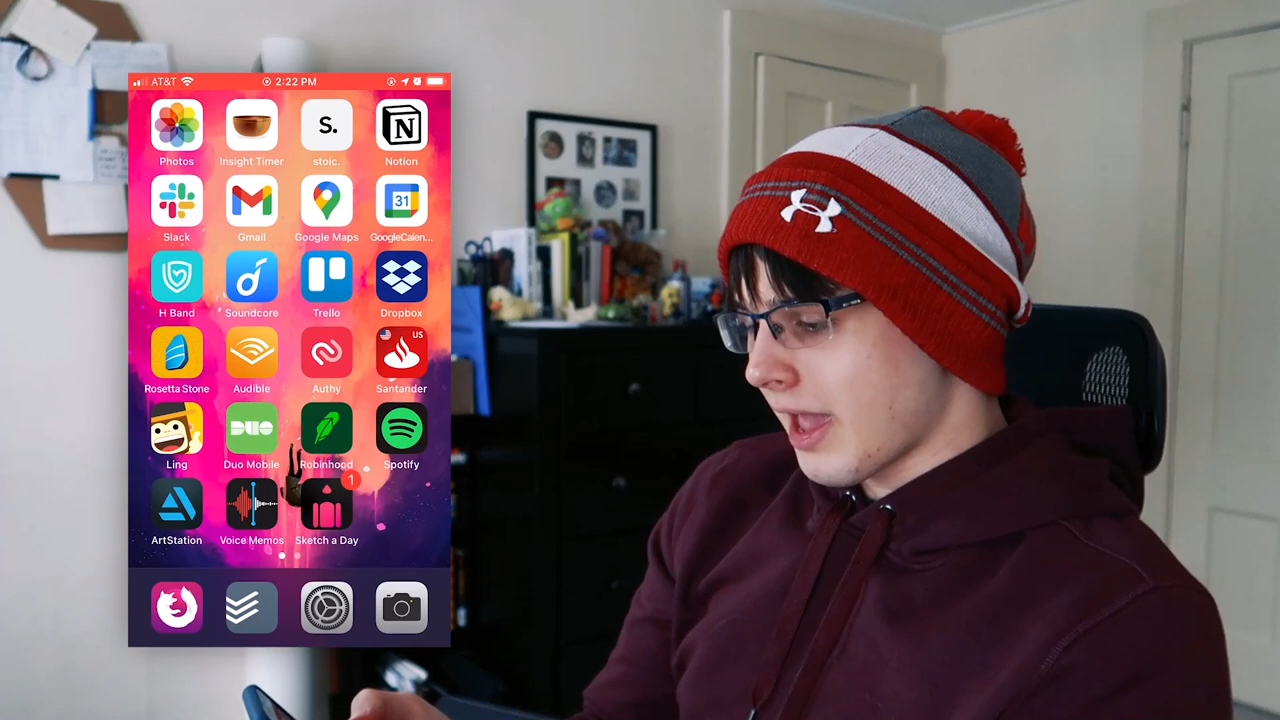 AT&T 2:22 PM
S. N
Photos Insight Timer stoic. Notion
31
Slack Gmail Google Maps GoogleCalen...
H Band Soundcore Trello Dropbox
US
Rosetta Stone Audible Authy Santander
DUO
Ling Duo Mobile Robinhood Spotify
1
ArtStation Voice Memos Sketch a Day